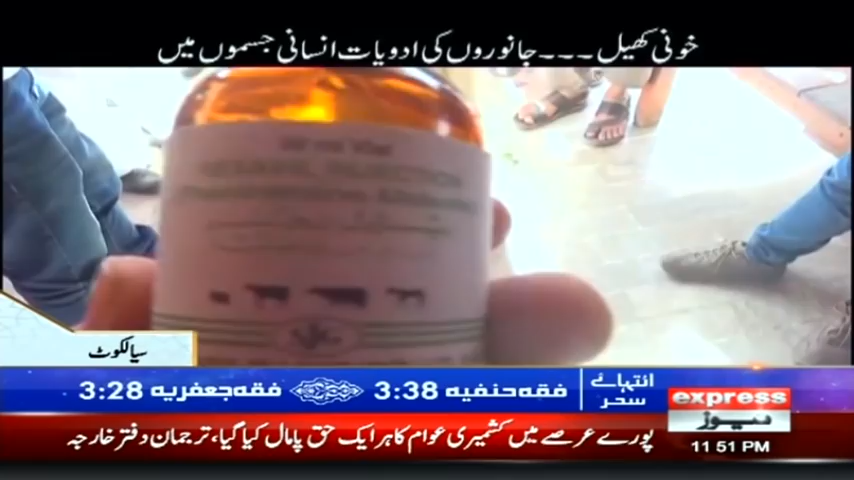 خونی کھیل ۔۔۔ جانوروں کی ادویات انسانی جسموں میں
سیالکوٹ
انتہائے سحر
فقہ حنفیہ 3:38
فقہ جعفریہ 3:28
express
نیوز
پورے عرصے میں کشمیری عوام کا ہر ایک حق پامال کیا گیا، ترجمان دفتر خارجہ
11:51 PM